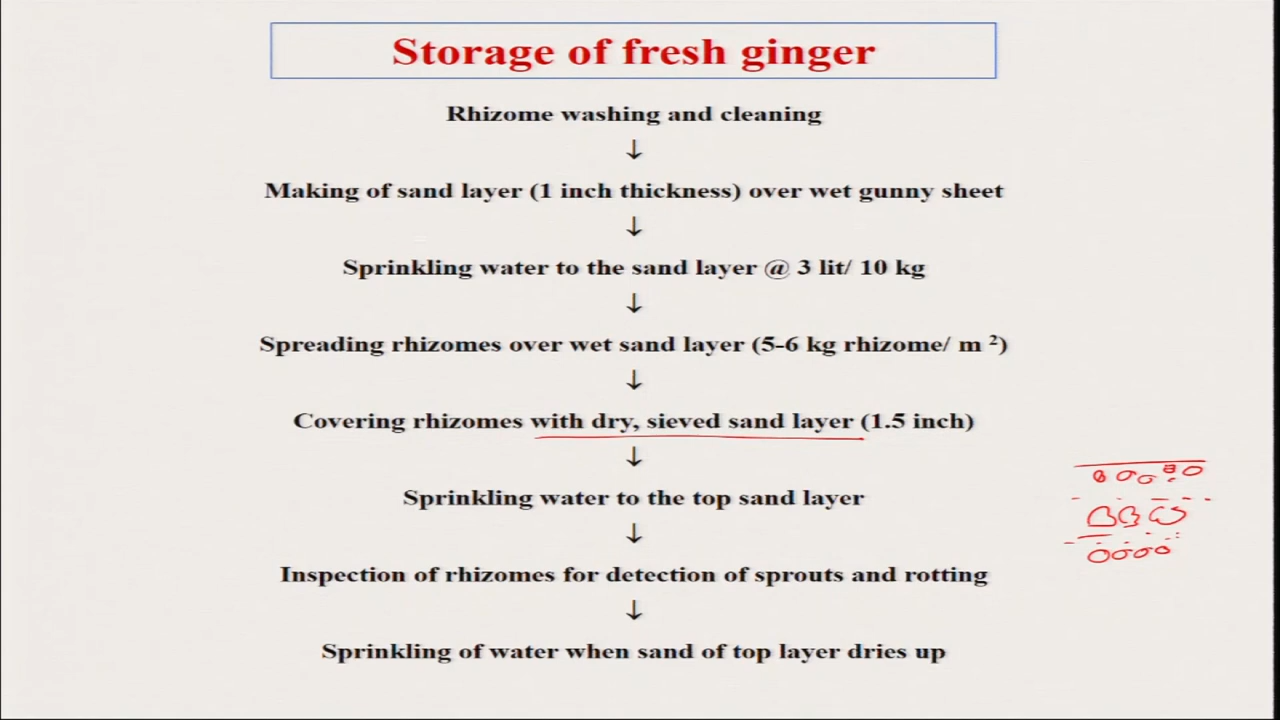 Storage of fresh ginger
Rhizome washing and cleaning
↓
Making of sand layer (1 inch thickness) over wet gunny sheet
↓
Sprinkling water to the sand layer @ 3 lit/ 10 kg
↓
Spreading rhizomes over wet sand layer (5-6 kg rhizome/ m ²)
↓
Covering rhizomes with dry, sieved sand layer (1.5 inch)
↓
Sprinkling water to the top sand layer
↓
Inspection of rhizomes for detection of sprouts and rotting
↓
Sprinkling of water when sand of top layer dries up